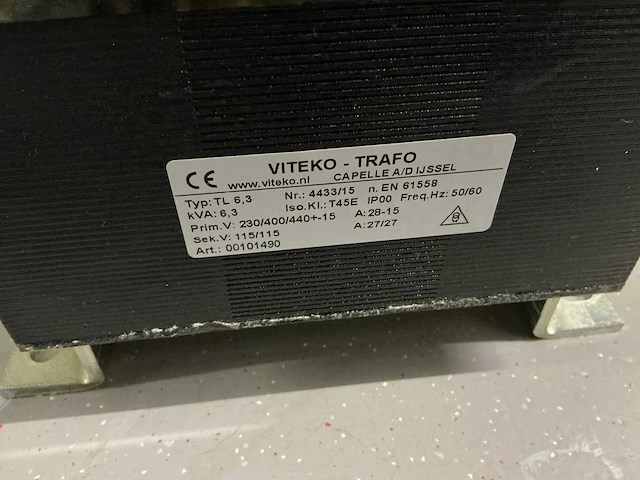 CE VITEKO - TRAFO
www.viteko.nl CAPELLE A/D IJSSEL
Typ: TL 6,3 Nr.: 4433/15 n. EN 61558
kVA: 6,3 Iso.Kl.: T45E IP00 Freq.Hz: 50/60
Prim.V: 230/400/440+-15 A: 28-15
Sek.V: 115/115 A: 27/27
Art.: 00101490